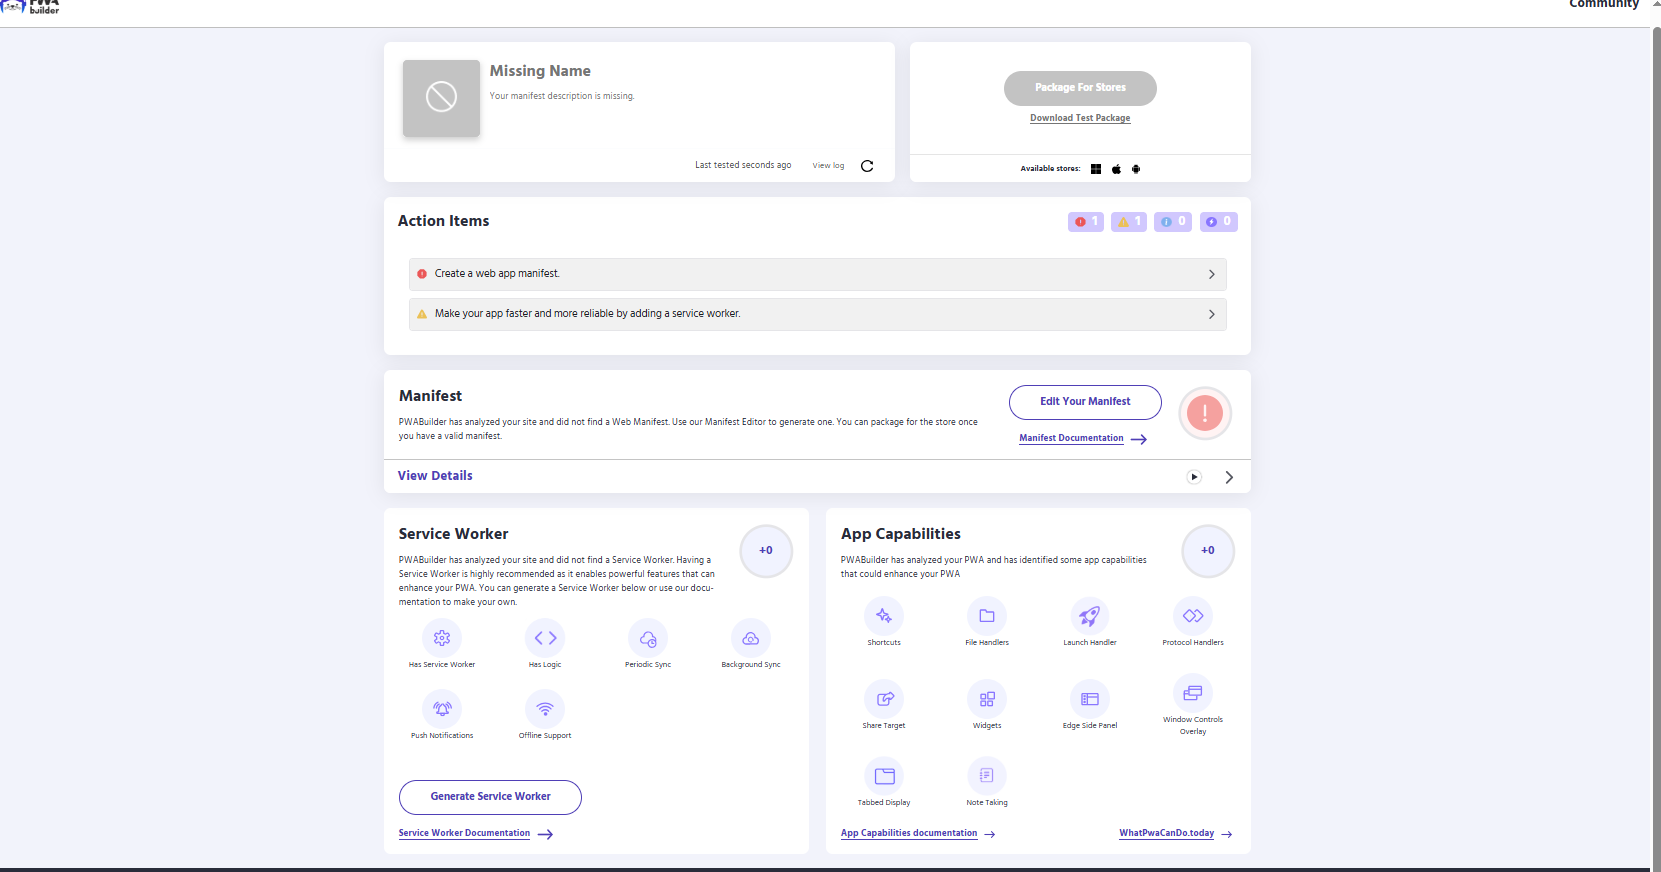 PWA
builder
Community
Missing Name
Your manifest description is missing.
Last tested seconds ago
View log
Package For Stores
Download Test Package
Available stores:
Action Items
1
1
0
0
Create a web app manifest.
Make your app faster and more reliable by adding a service worker.
Manifest
PWABuilder has analyzed your site and did not find a Web Manifest. Use our Manifest Editor to generate one. You can package for the store once
you have a valid manifest.
Edit Your Manifest
Manifest Documentation
View Details
Service Worker
+0
PWABuilder has analyzed your site and did not find a Service Worker. Having a
Service Worker is highly recommended as it enables powerful features that can
enhance your PWA. You can generate a Service Worker below or use our docu-
mentation to make your own.
Has Service Worker
Has Logic
Periodic Sync
Background Sync
Push Notifications
Offline Support
Generate Service Worker
Service Worker Documentation
App Capabilities
+0
PWABuilder has analyzed your PWA and has identified some app capabilities
that could enhance your PWA
Shortcuts
File Handlers
Launch Handler
Protocol Handlers
Share Target
Widgets
Edge Side Panel
Window Controls
Overlay
Tabbed Display
Note Taking
App Capabilities documentation
WhatPwaCanDo.today